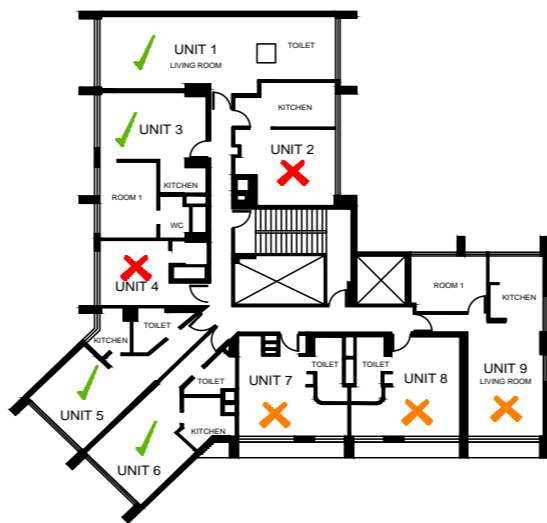 UNIT 1
LIVING ROOM
TOILET
KITCHEN
UNIT 3
UNIT 2
KITCHEN
ROOM 1
WC
UNIT 4
ROOM 1
KITCHEN
TOILET
KITCHEN
UNIT 5
TOILET
KITCHEN
UNIT 6
UNIT 7
TOILET
TOILET
UNIT 8
UNIT 9
LIVING ROOM